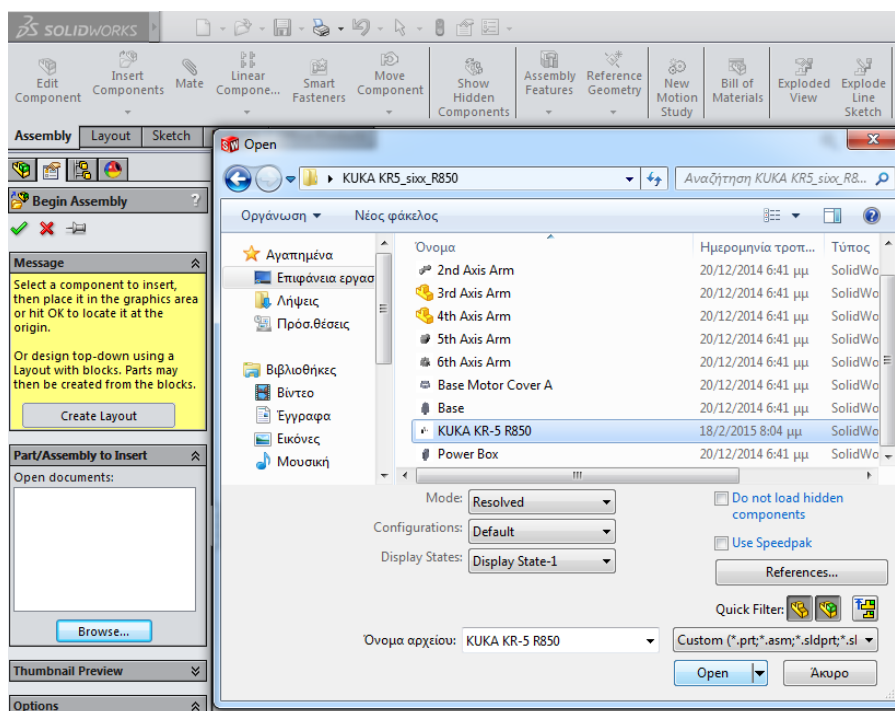 SOLIDWORKS
Edit Component
Insert Components
Mate
Linear Compone...
Smart Fasteners
Move Component
Show Hidden Components
Assembly Features
Reference Geometry
New Motion Study
Bill of Materials
Exploded View
Explode Line Sketch
Assembly Layout Sketch
Open
KUKA KR5_sixx_R850
Αναζήτηση KUKA KR5_sixx_R8...
Begin Assembly ?
Οργάνωση Νέος φάκελος
Message
Select a component to insert,
then place it in the graphics area
or hit OK to locate it at the
origin.
Or design top-down using a
Layout with blocks. Parts may
then be created from the blocks.
Create Layout
Part/Assembly to Insert
Open documents:
Browse...
Thumbnail Preview
Options
Αγαπημένα
Επιφάνεια εργασ
Λήψεις
Πρόσ.θέσεις
Βιβλιοθήκες
Βίντεο
Έγγραφα
Εικόνες
Μουσική
Όνομα Ημερομηνία τροπ... Τύπος
2nd Axis Arm 20/12/2014 6:41 μμ SolidWo
3rd Axis Arm 20/12/2014 6:41 μμ SolidWo
4th Axis Arm 20/12/2014 6:41 μμ SolidWo
5th Axis Arm 20/12/2014 6:41 μμ SolidWo
6th Axis Arm 20/12/2014 6:41 μμ SolidWo
Base Motor Cover A 20/12/2014 6:41 μμ SolidWo
Base 20/12/2014 6:41 μμ SolidWo
KUKA KR-5 R850 18/2/2015 8:04 μμ SolidWo
Power Box 20/12/2014 6:41 μμ SolidWo
Mode: Resolved
Configurations: Default
Display States: Display State-1
Do not load hidden
components
Use Speedpak
References...
Quick Filter:
Όνομα αρχείου: KUKA KR-5 R850
Custom (*.prt;*.asm;*.sldprt;*.sl
Open Άκυρο